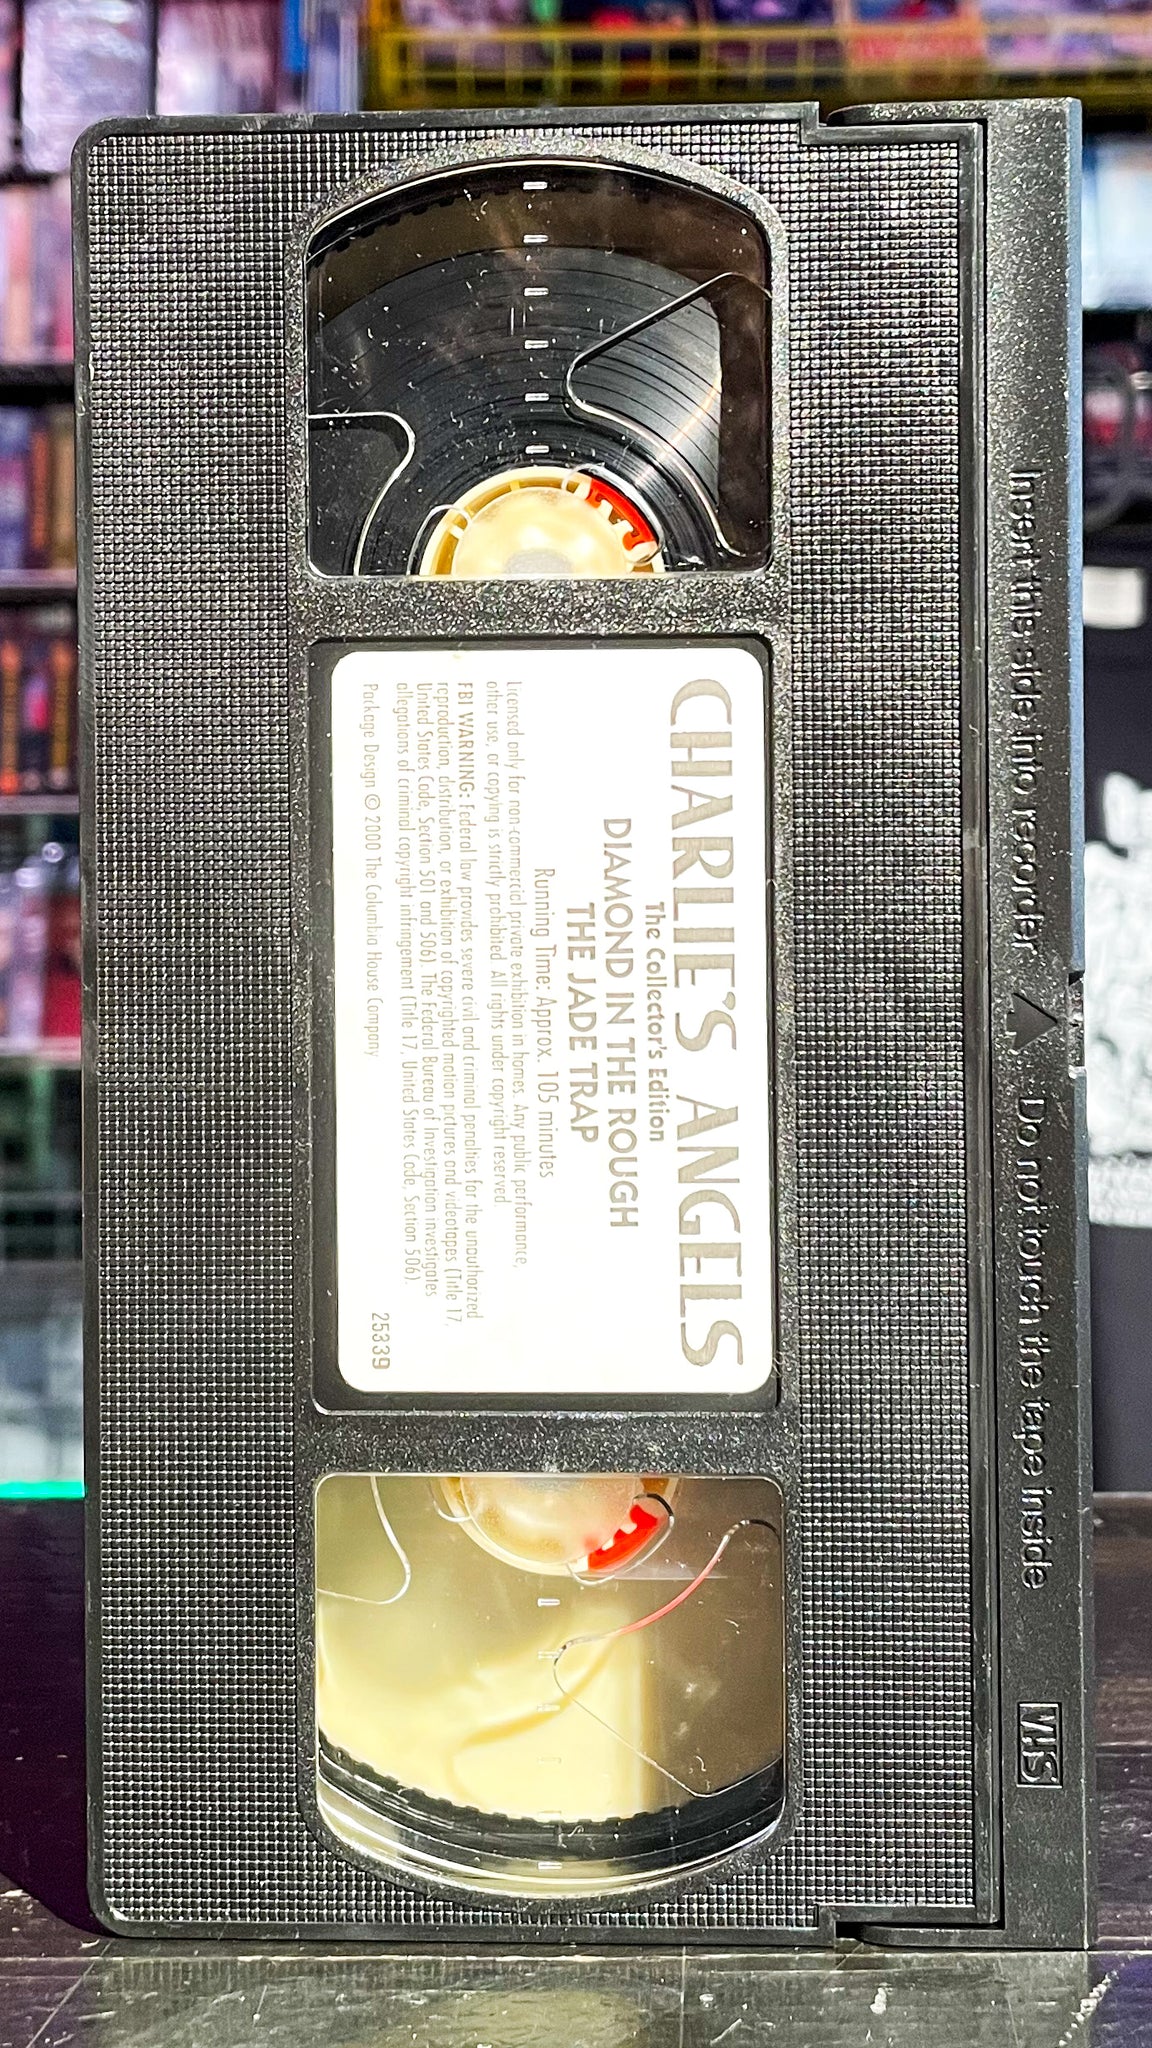 Insert this side into recorder ▲ Do not touch the tape inside
VHS
CHARLIE'S ANGELS
The Collector's Edition
DIAMOND IN THE ROUGH
THE JADE TRAP
Running Time: Approx. 105 minutes
Licensed only for non-commercial private exhibition in homes. Any public performance,
other use, or copying is strictly prohibited. All rights under copyright reserved.
FBI WARNING: Federal law provides severe civil and criminal penalties for the unauthorized
reproduction, distribution, or exhibition of copyrighted motion pictures and videotapes (Title 17,
United States Code, Section 501 and 506). The Federal Bureau of Investigation investigates
allegations of criminal copyright infringement (Title 17, United States Code, Section 506).
Package Design © 2000 The Columbia House Company
25339